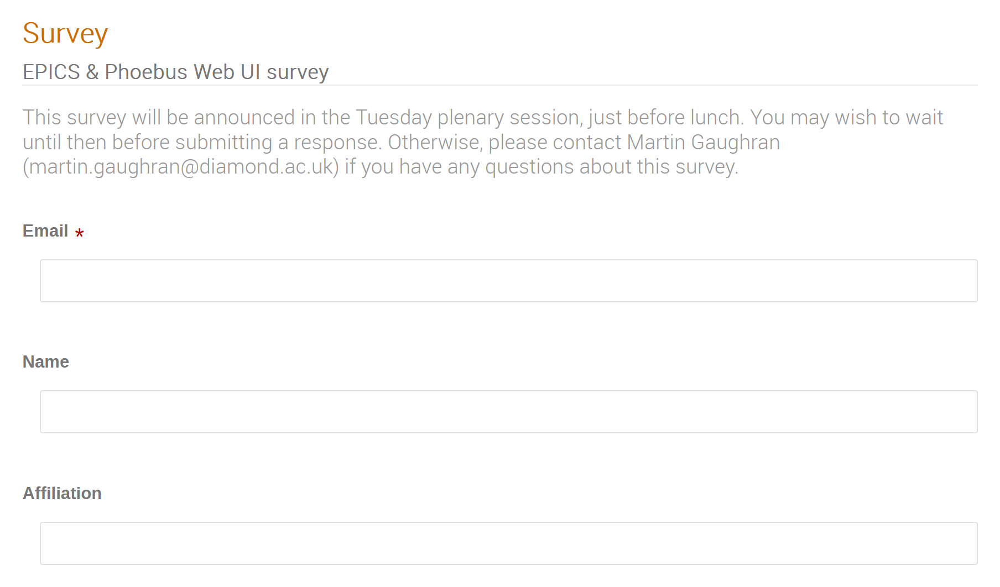 Survey
EPICS & Phoebus Web UI survey
This survey will be announced in the Tuesday plenary session, just before lunch. You may wish to wait
until then before submitting a response. Otherwise, please contact Martin Gaughran
(martin.gaughran@diamond.ac.uk) if you have any questions about this survey.
Email *
Name
Affiliation